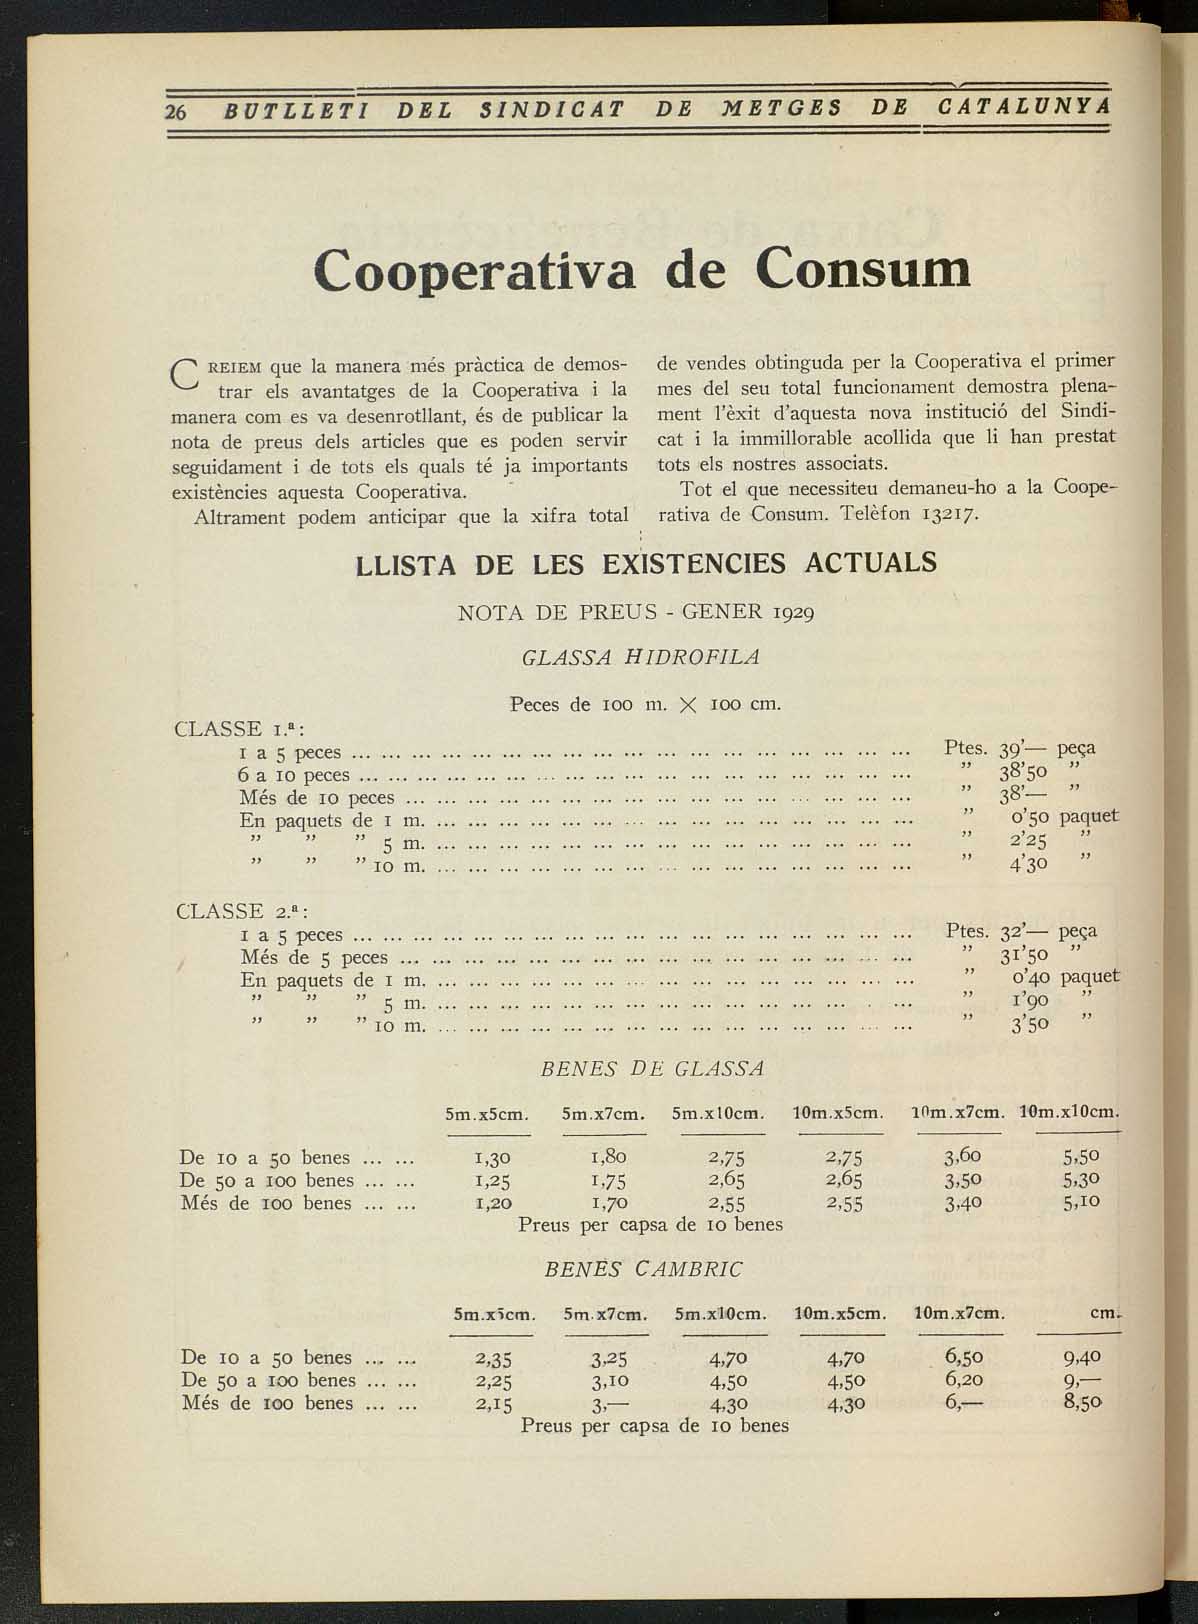 26 BUTLLETI DEL SINDICAT DE METGES DE CATALUNYA
Cooperativa de Consum
CREIEM que la manera més pràctica de demos-
trar els avantatges de la Cooperativa i la
manera com es va desenrotllant, és de publicar la
nota de preus dels articles que es poden servir
seguidament i de tots els quals té ja importants
existències aquesta Cooperativa.
Altrament podem anticipar que la xifra total
de vendes obtinguda per la Cooperativa el primer
mes del seu total funcionament demostra plena-
ment l'èxit d'aquesta nova institució del Sindi-
cat i la immillorable acollida que li han prestat
tots els nostres associats.
Tot el que necessiteu demaneu-ho a la Coope-
rativa de Consum. Telèfon 13217.
LLISTA DE LES EXISTENCIES ACTUALS
NOTA DE PREUS - GENER 1929
GLASSA HIDROFILA
Peces de 100 m. X 100 cm.
CLASSE 1.ª:
1 a 5 peces ... Ptes. 39'— peça
6 a 10 peces ... " 38'50 "
Més de 10 peces ... " 38'— "
En paquets de 1 m. ... " 0'50 paquet
" " " 5 m. ... " 2'25 "
" " " 10 m. ... " 4'30 "
CLASSE 2.ª:
1 a 5 peces ... Ptes. 32'— peça
Més de 5 peces ... " 31'50 "
En paquets de 1 m. ... " 0'40 paquet
" " " 5 m. ... " 1'90 "
" " " 10 m. ... " 3'50 "
BENES DE GLASSA
5m.x5cm. 5m.x7cm. 5m.x10cm. 10m.x5cm. 10m.x7cm. 10m.x10cm.
De 10 a 50 benes ... ... 1,30 1,80 2,75 2,75 3,60 5,50
De 50 a 100 benes ... ... 1,25 1,75 2,65 2,65 3,50 5,30
Més de 100 benes ... ... 1,20 1,70 2,55 2,55 3,40 5,10
Preus per capsa de 10 benes
BENES CAMBRIC
5m.x5cm. 5m.x7cm. 5m.x10cm. 10m.x5cm. 10m.x7cm. cm.
De 10 a 50 benes ... ... 2,35 3,25 4,70 4,70 6,50 9,40
De 50 a 100 benes ... ... 2,25 3,10 4,50 4,50 6,20 9,—
Més de 100 benes ... ... 2,15 3,— 4,30 4,30 6,— 8,50
Preus per capsa de 10 benes